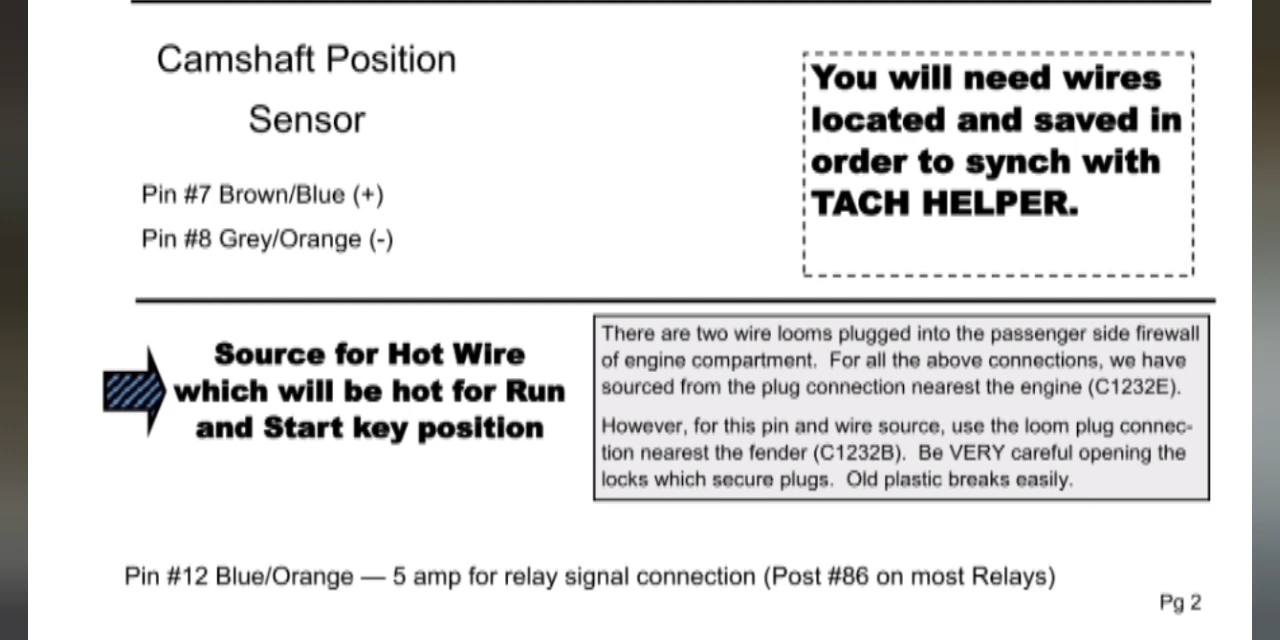 Camshaft Position
Sensor
Pin #7 Brown/Blue (+)
Pin #8 Grey/Orange (-)
You will need wires
located and saved in
order to synch with
TACH HELPER.
Source for Hot Wire
which will be hot for Run
and Start key position
There are two wire looms plugged into the passenger side firewall
of engine compartment. For all the above connections, we have
sourced from the plug connection nearest the engine (C1232E).
However, for this pin and wire source, use the loom plug connec-
tion nearest the fender (C1232B). Be VERY careful opening the
locks which secure plugs. Old plastic breaks easily.
Pin #12 Blue/Orange — 5 amp for relay signal connection (Post #86 on most Relays)
Pg 2